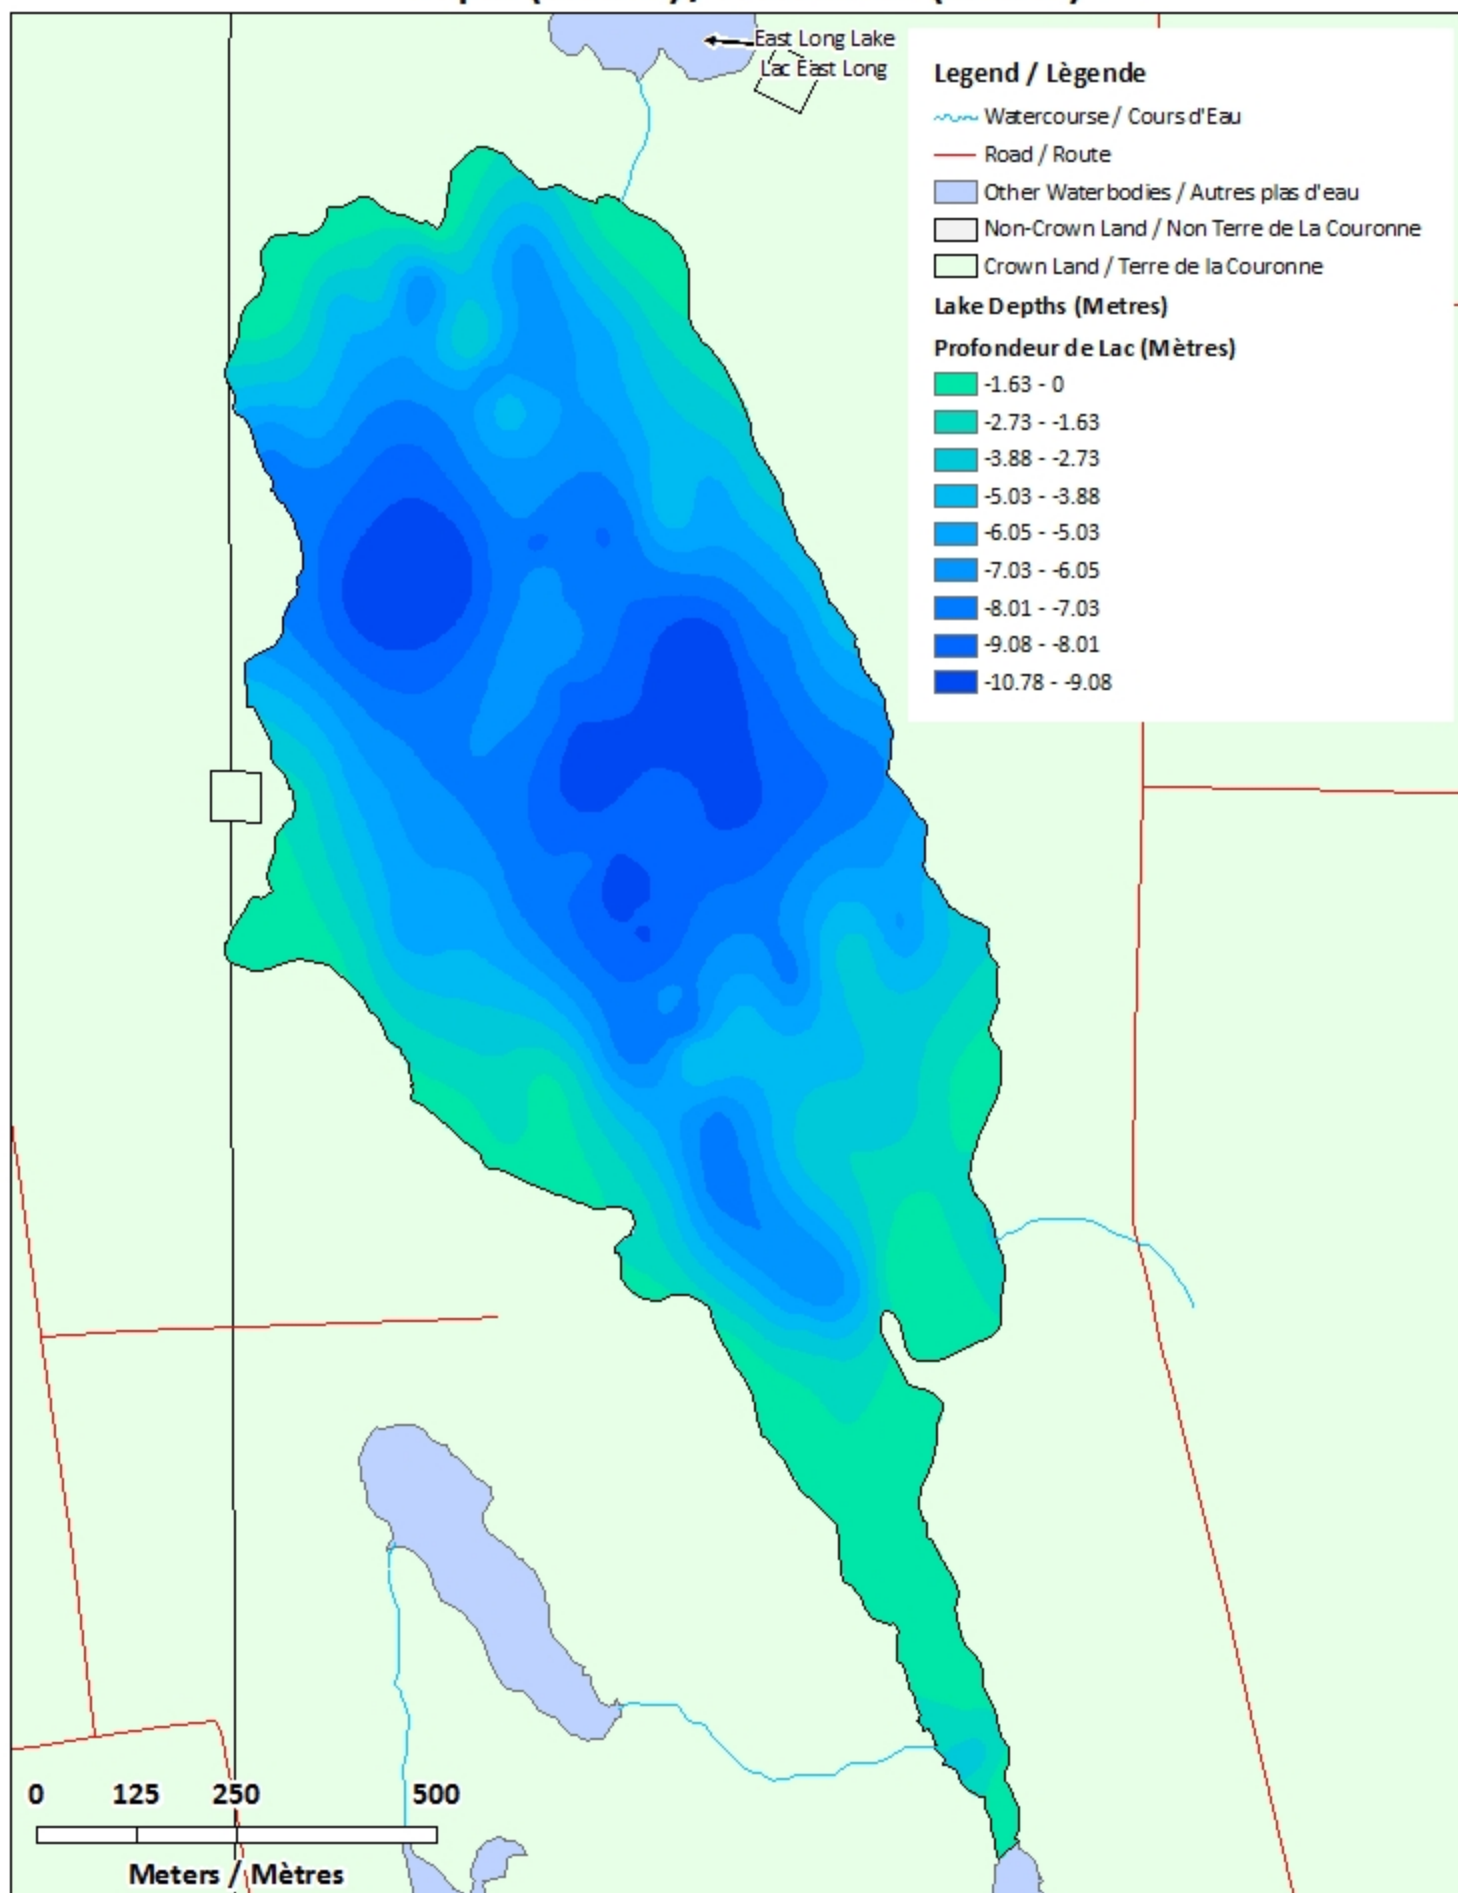 East Long Lake
Lac East Long
Legend / Lègende
Watercourse / Cours d'Eau
Road / Route
Other Waterbodies / Autres plas d'eau
Non-Crown Land / Non Terre de La Couronne
Crown Land / Terre de la Couronne
Lake Depths (Metres)
Profondeur de Lac (Mètres)
-1.63 - 0
-2.73 - -1.63
-3.88 - -2.73
-5.03 - -3.88
-6.05 - -5.03
-7.03 - -6.05
-8.01 - -7.03
-9.08 - -8.01
-10.78 - -9.08
0 125 250 500
Meters / Mètres